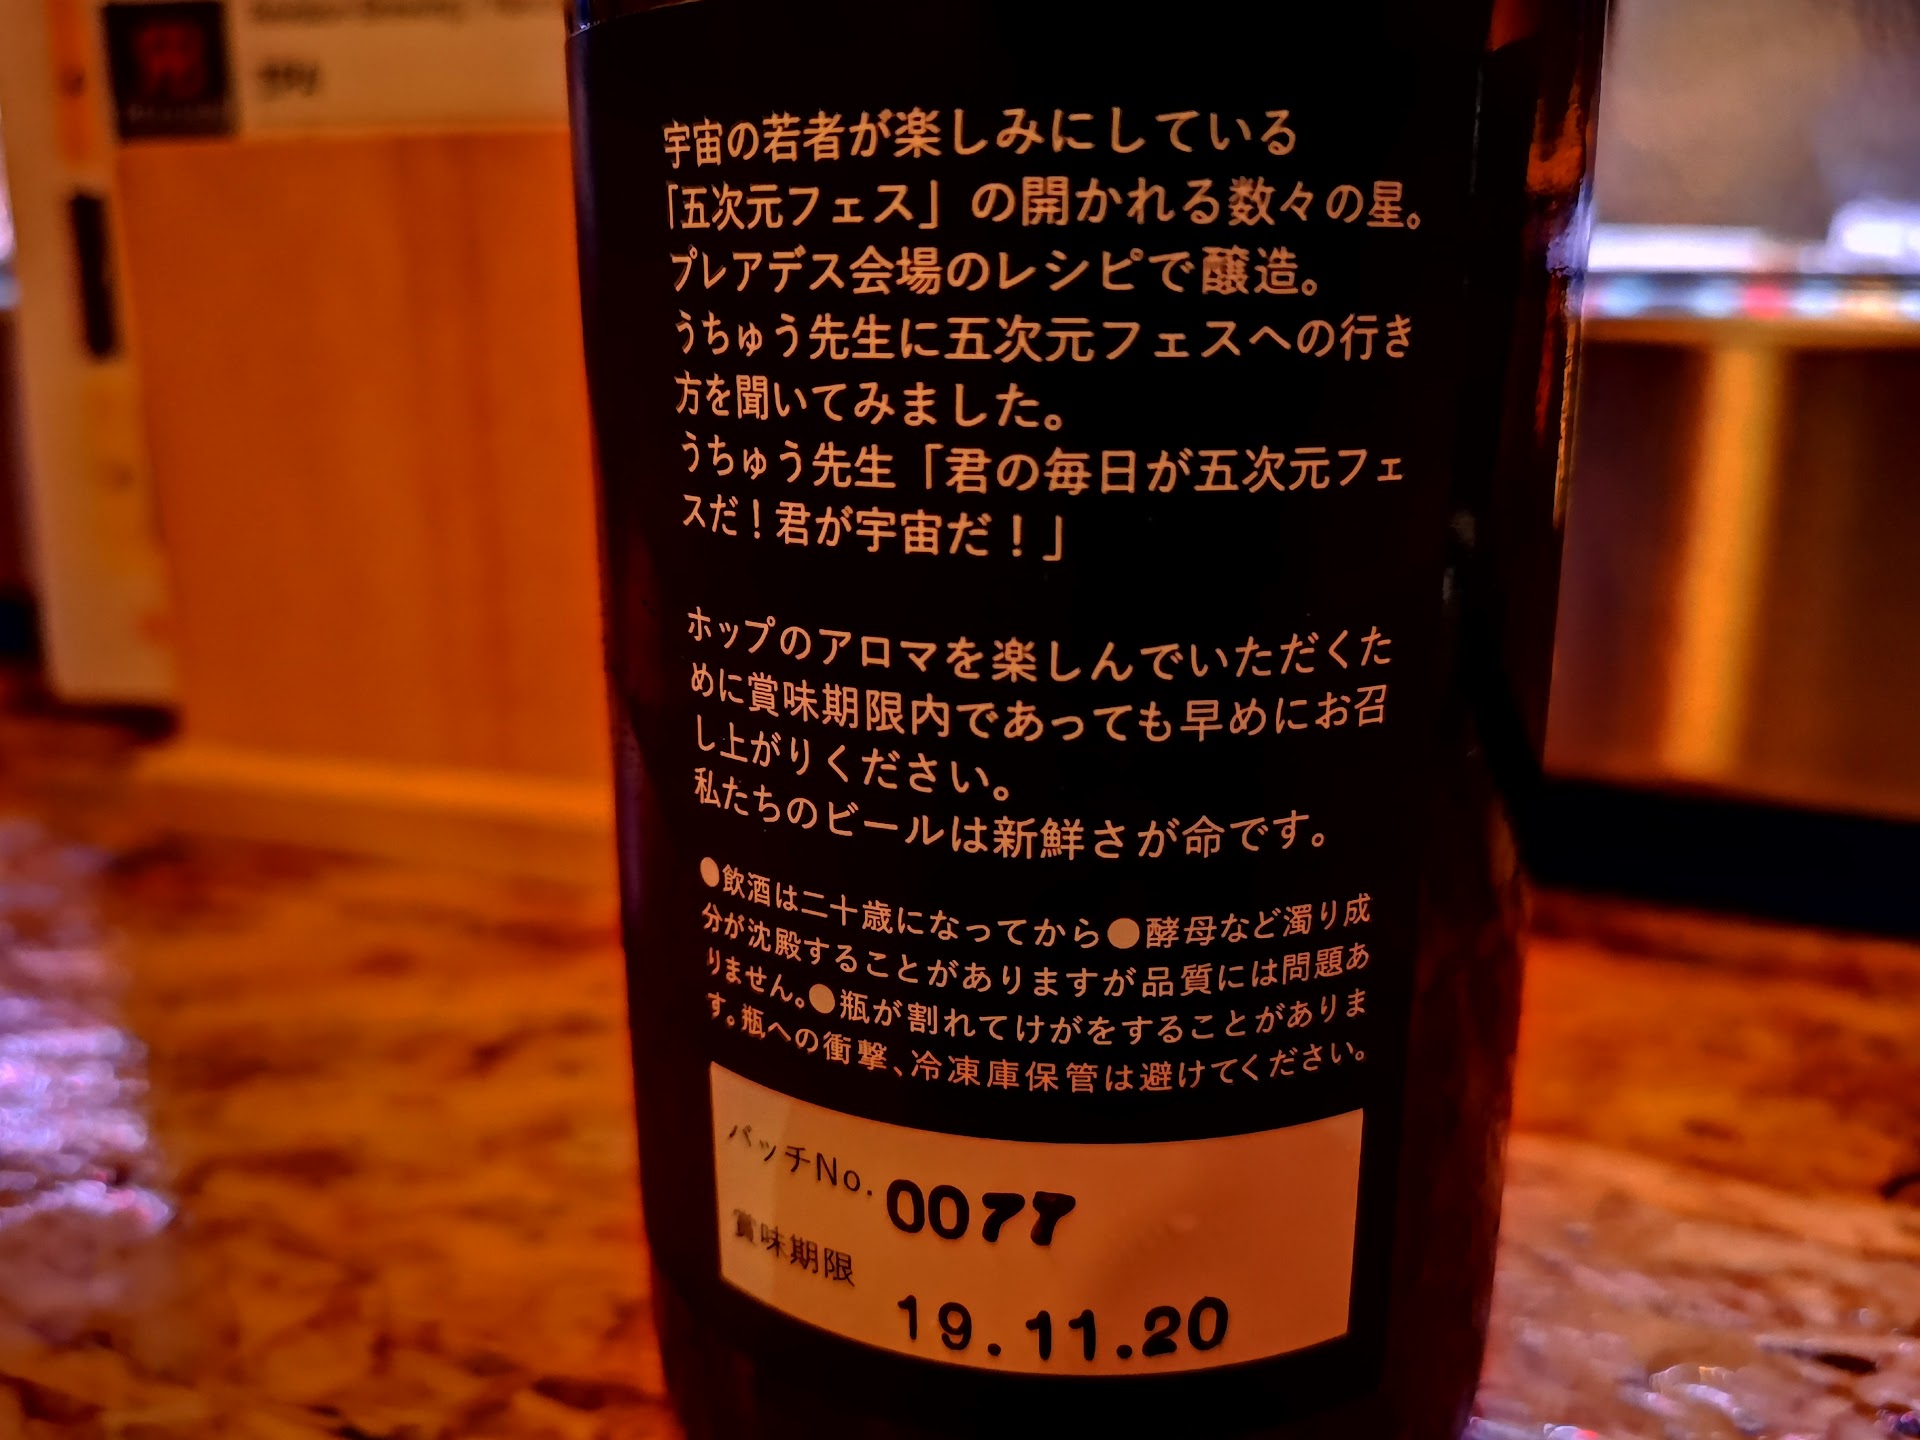 宇宙の若者が楽しみにしている
「五次元フェス」の開かれる数々の星。
プレアデス会場のレシピで醸造。
うちゅう先生に五次元フェスへの行き
方を聞いてみました。
うちゅう先生「君の毎日が五次元フェ
スだ！君が宇宙だ！」
ホップのアロマを楽しんでいただくた
めに賞味期限内であっても早めにお召
し上がりください。
私たちのビールは新鮮さが命です。
●飲酒は二十歳になってから●酵母など濁り成
分が沈殿することがありますが品質には問題あ
りません。●瓶が割れてけがをすることがありま
す。瓶への衝撃、冷凍庫保管は避けてください。
バッチNo. 0077
賞味期限
19.11.20